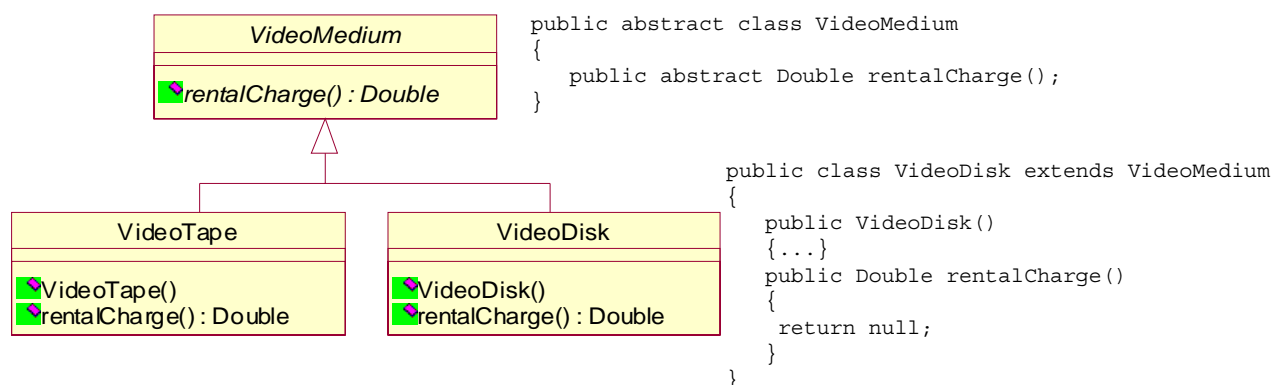 VideoMedium
rentalCharge() : Double
public abstract class VideoMedium
{
public abstract Double rentalCharge();
}
VideoTape
VideoTape()
rentalCharge() : Double
VideoDisk
VideoDisk()
rentalCharge() : Double
public class VideoDisk extends VideoMedium
{
public VideoDisk()
{...}
public Double rentalCharge()
{
return null;
}
}